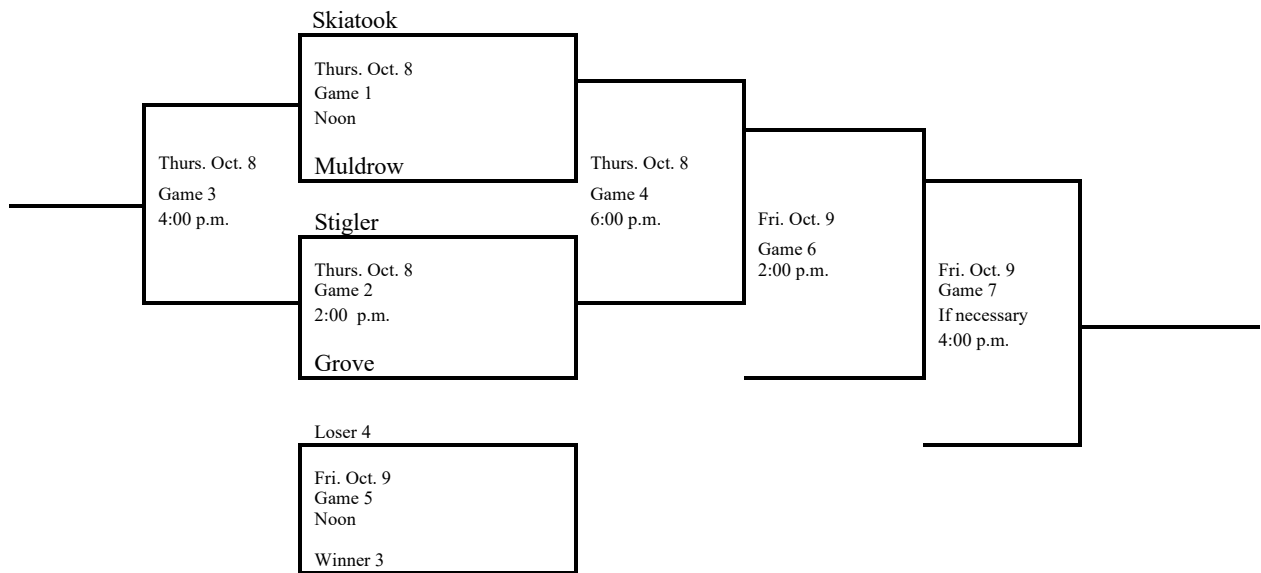 Skiatook
Thurs. Oct. 8
Game 1
Noon
Muldrow
Thurs. Oct. 8
Game 3
4:00 p.m.
Thurs. Oct. 8
Game 4
6:00 p.m.
Stigler
Thurs. Oct. 8
Game 2
2:00  p.m.
Grove
Fri. Oct. 9
Game 6
2:00 p.m.
Fri. Oct. 9
Game 7
If necessary
4:00 p.m.
Loser 4
Fri. Oct. 9
Game 5
Noon
Winner 3